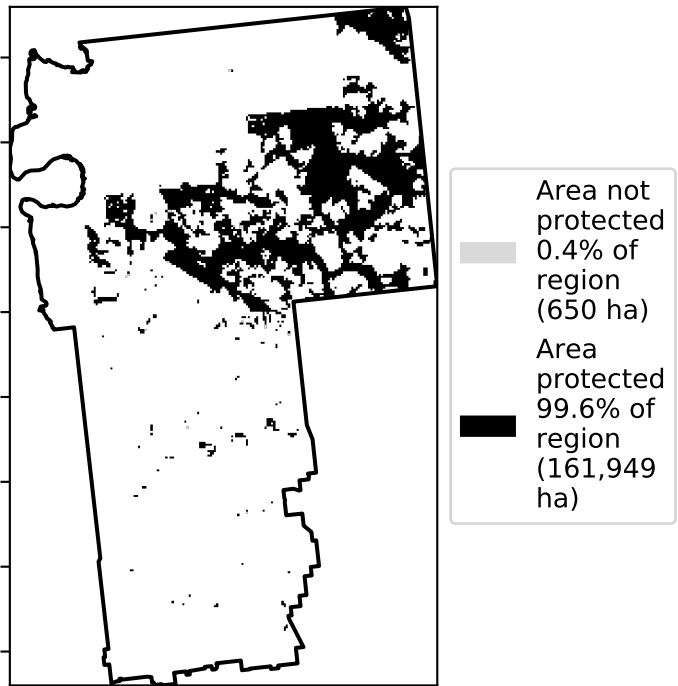 Area not
protected
0.4% of
region
(650 ha)
Area
protected
99.6% of
region
(161,949
ha)